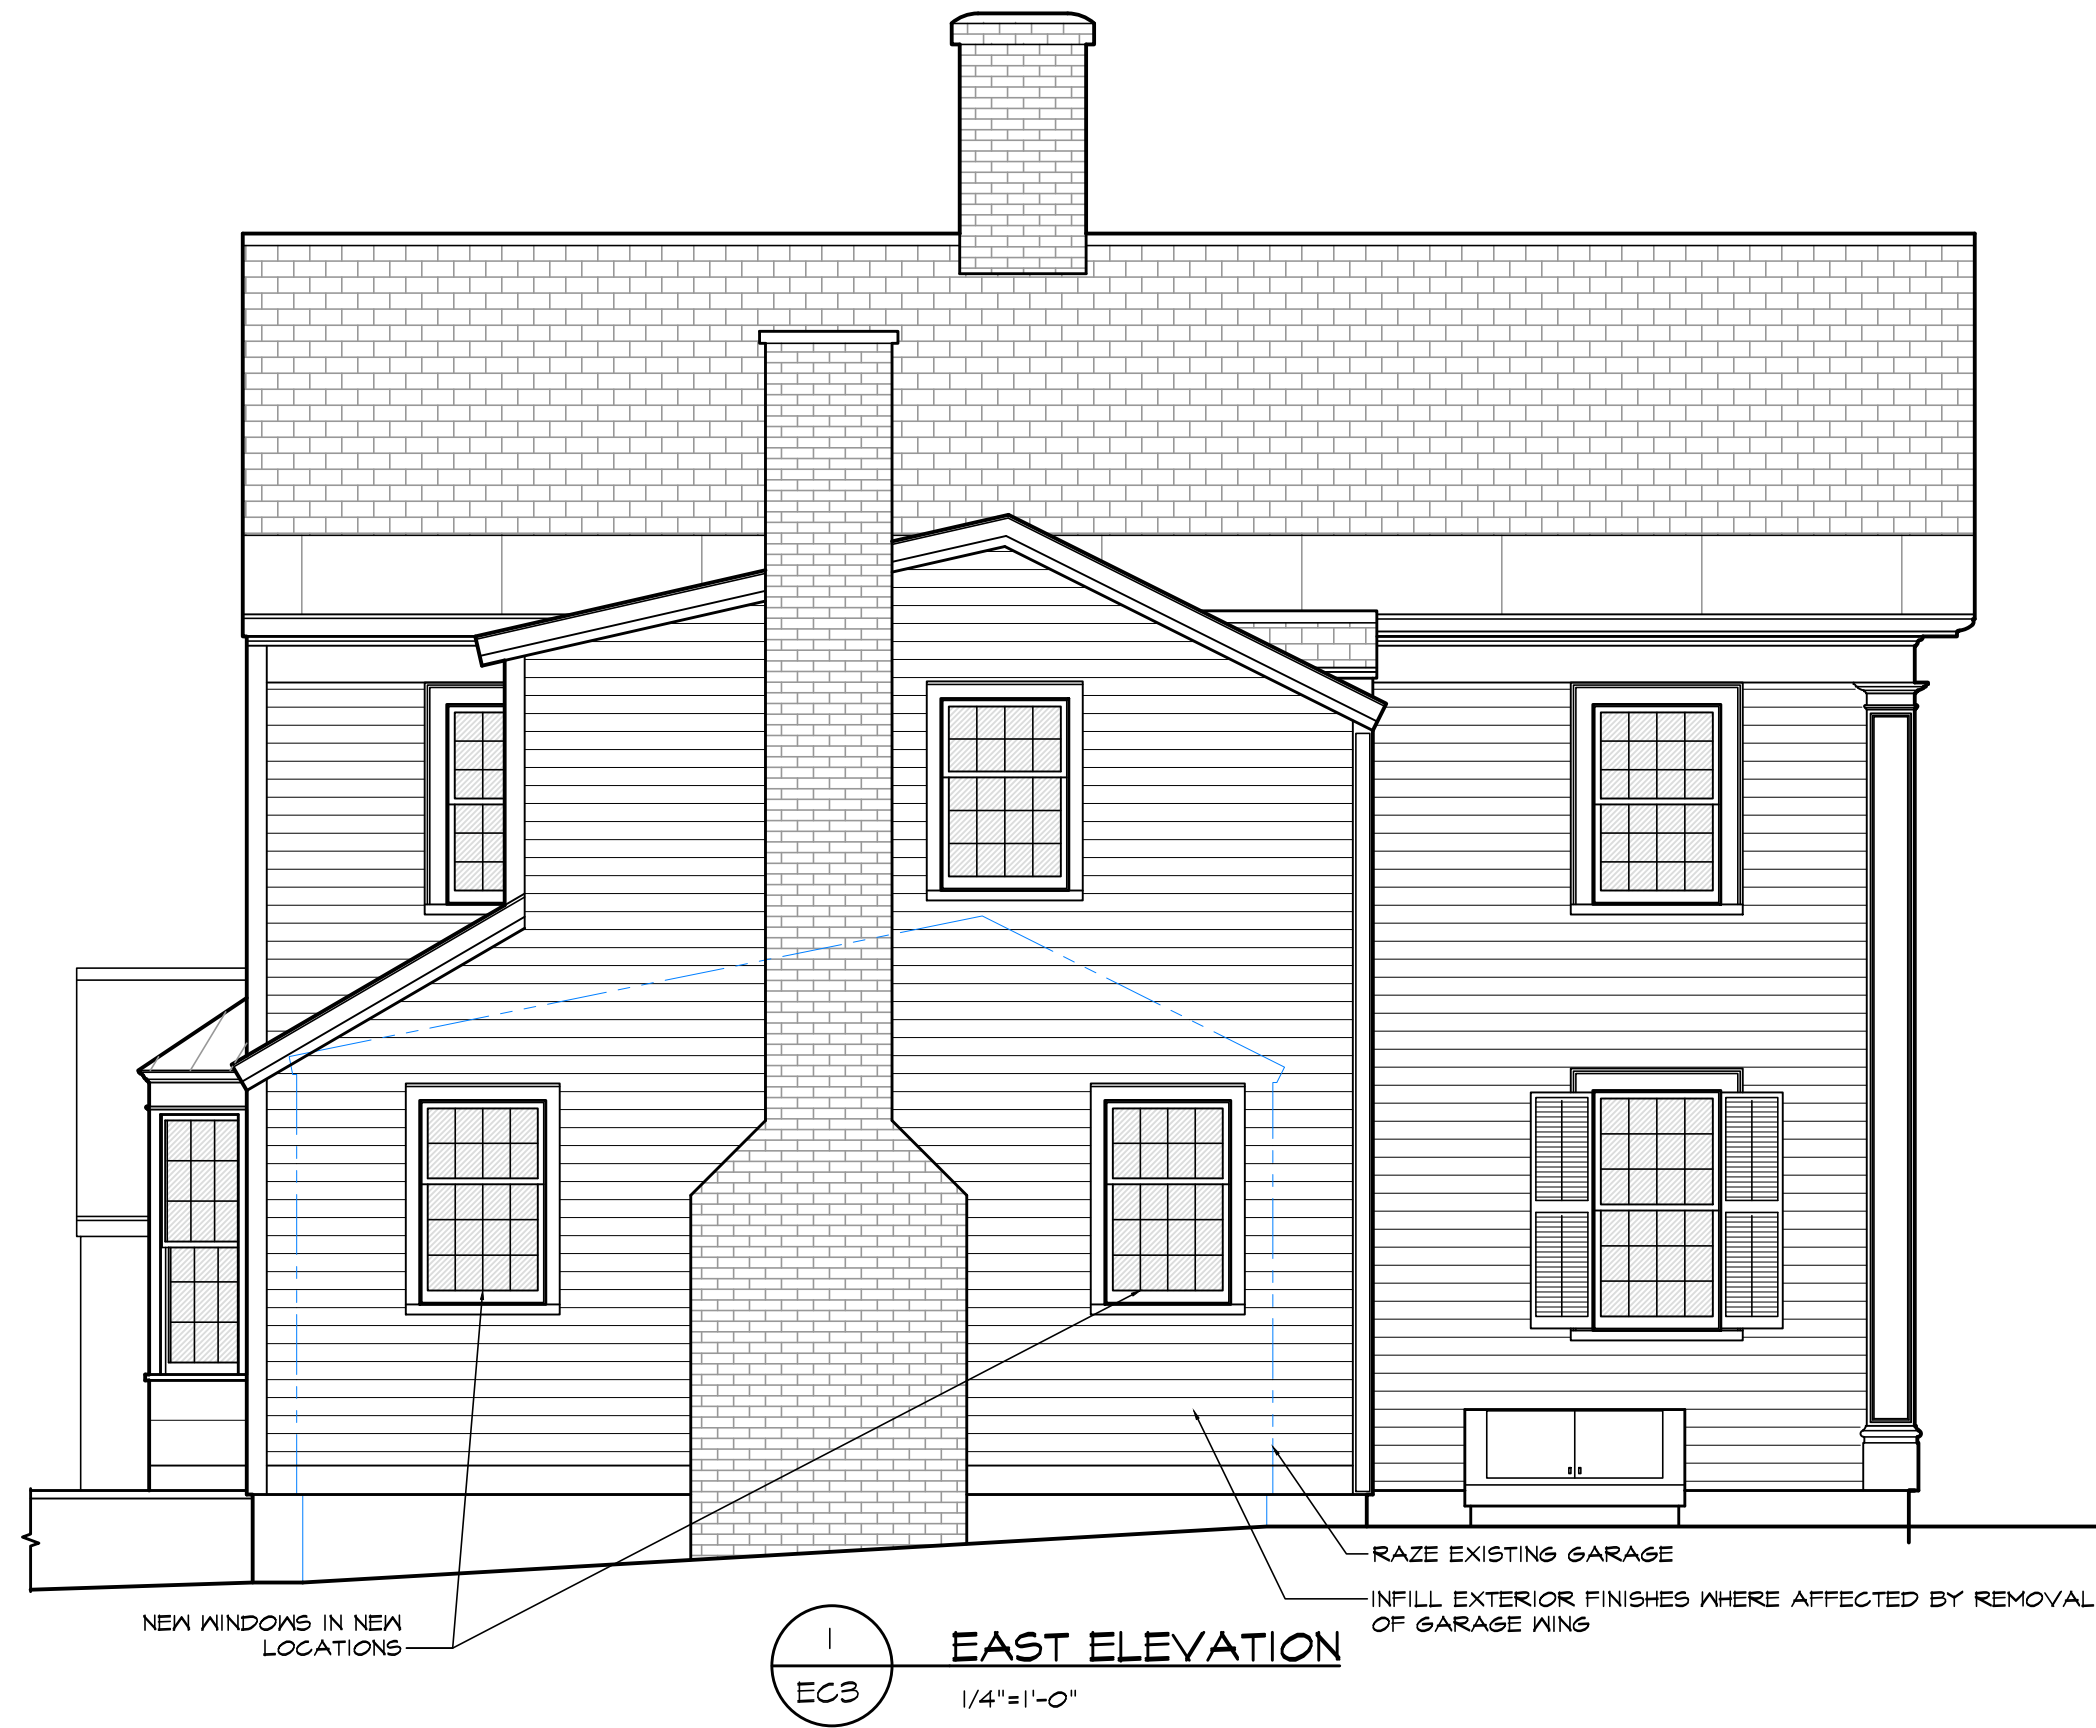 RAZE EXISTING GARAGE
INFILL EXTERIOR FINISHES WHERE AFFECTED BY REMOVAL
OF GARAGE WING
NEW WINDOWS IN NEW
LOCATIONS
1
EC3
EAST ELEVATION
1/4"=1'-0"